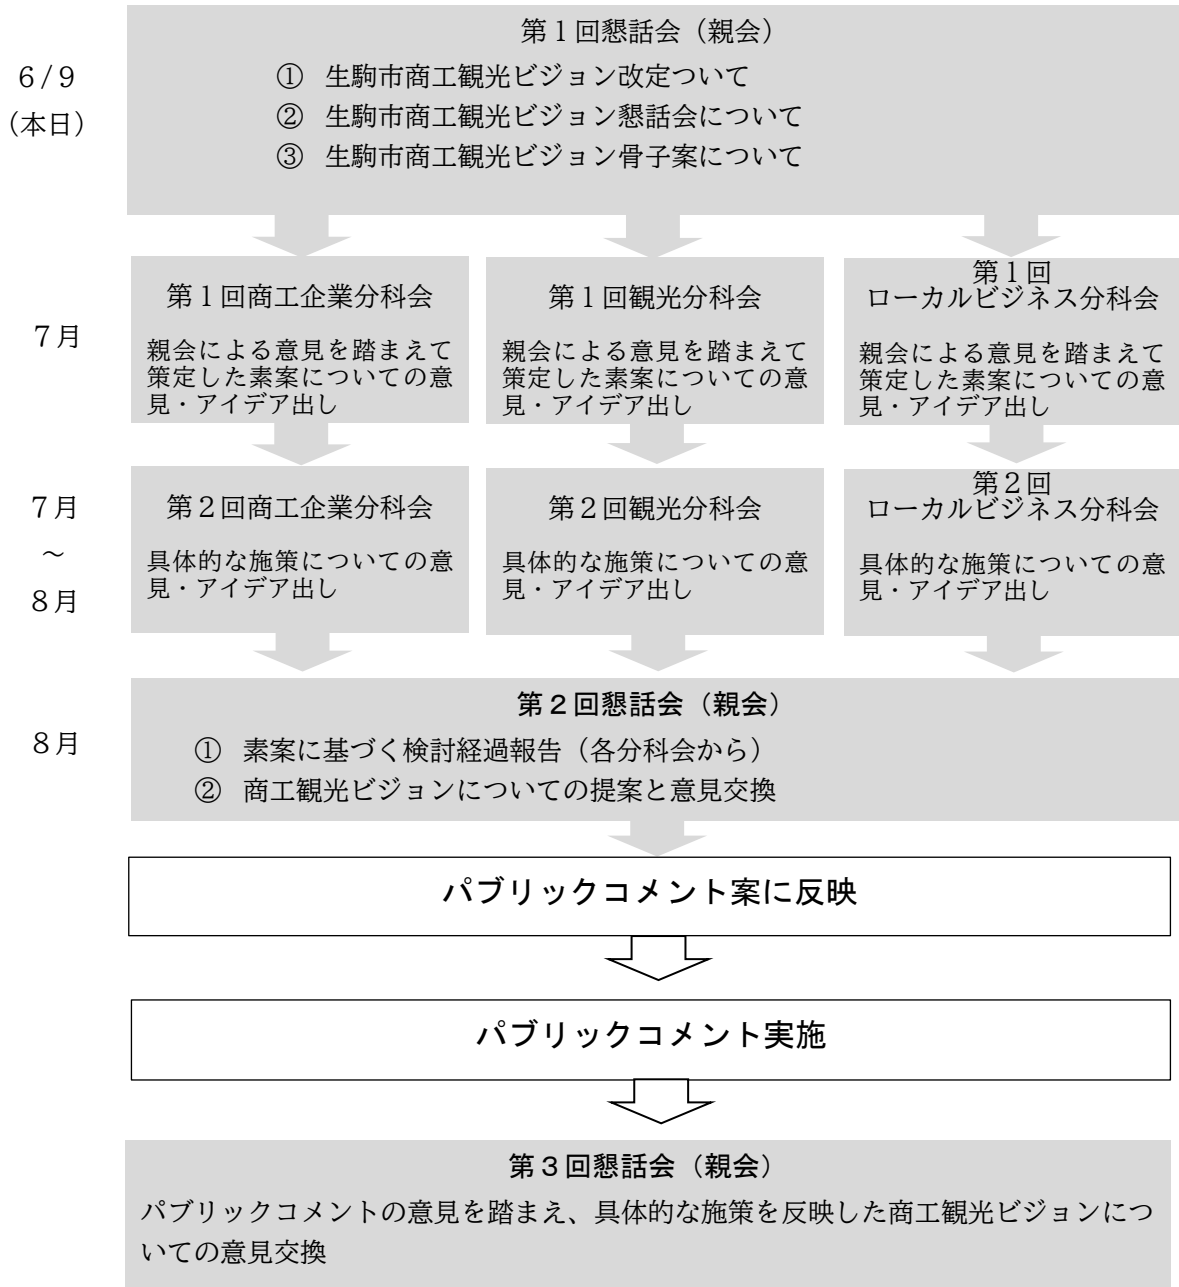 第１回懇話会（親会）
６/９
（本日）
① 生駒市商工観光ビジョン改定ついて
② 生駒市商工観光ビジョン懇話会について
③ 生駒市商工観光ビジョン骨子案について
７月
第１回商工企業分科会
親会による意見を踏まえて
策定した素案についての意
見・アイデア出し
第１回観光分科会
親会による意見を踏まえて
策定した素案についての意
見・アイデア出し
第１回
ローカルビジネス分科会
親会による意見を踏まえて
策定した素案についての意
見・アイデア出し
７月
～
８月
第２回商工企業分科会
具体的な施策についての意
見・アイデア出し
第２回観光分科会
具体的な施策についての意
見・アイデア出し
第２回
ローカルビジネス分科会
具体的な施策についての意
見・アイデア出し
８月
第２回懇話会（親会）
① 素案に基づく検討経過報告（各分科会から）
② 商工観光ビジョンについての提案と意見交換
パブリックコメント案に反映
パブリックコメント実施
第３回懇話会（親会）
パブリックコメントの意見を踏まえ、具体的な施策を反映した商工観光ビジョンにつ
いての意見交換